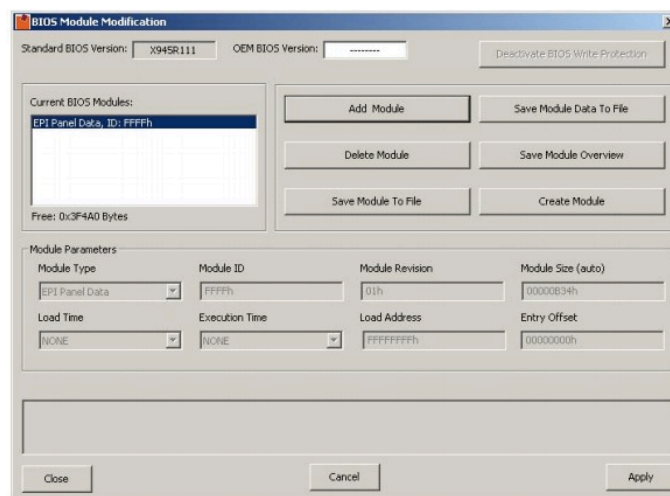 BIOS Module Modification
Standard BIOS Version: X945R111 OEM BIOS Version: --------
Deactivate BIOS Write Protection
Current BIOS Modules:
EPI Panel Data, ID: FFFFh
Free: 0x3F4A0 Bytes
Add Module Save Module Data To File
Delete Module Save Module Overview
Save Module To File Create Module
Module Parameters
Module Type Module ID Module Revision Module Size (auto)
EPI Panel Data FFFFh 01h 00000B34h
Load Time Execution Time Load Address Entry Offset
NONE NONE FFFFFFFFh 00000000h
Close Cancel Apply